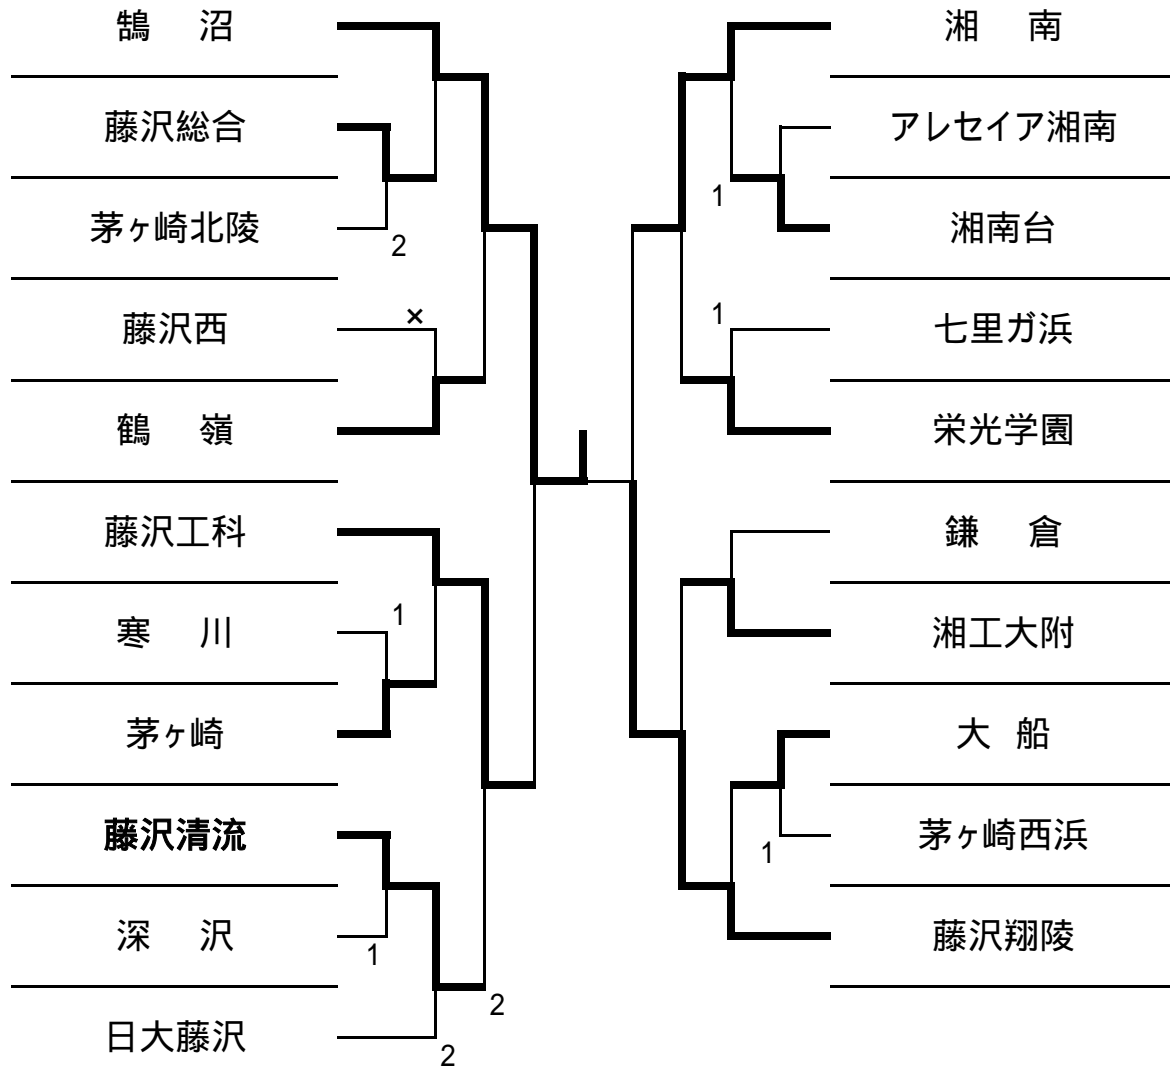 鵠　沼
藤沢総合
茅ヶ崎北陵
2
藤沢西
×
鶴　嶺
藤沢工科
寒　川
1
茅ヶ崎
藤沢清流
深　沢
1
2
日大藤沢
2
湘　南
アレセイア湘南
1
湘南台
1
七里ガ浜
栄光学園
鎌　倉
湘工大附
大 船
茅ヶ崎西浜
1
藤沢翔陵